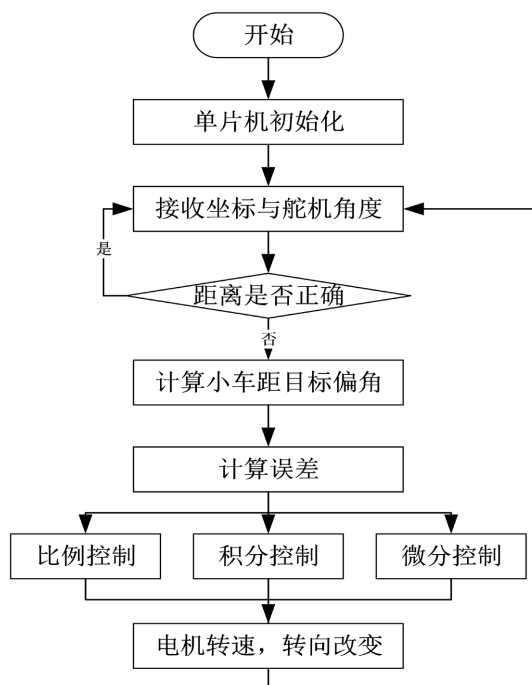 开始
单片机初始化
接收坐标与舵机角度
是
距离是否正确
否
计算小车距目标偏角
计算误差
比例控制
积分控制
微分控制
电机转速，转向改变